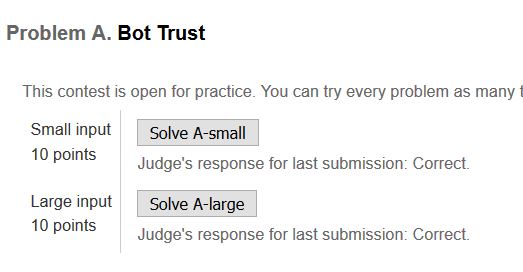 Problem A. Bot Trust
This contest is open for practice. You can try every problem as many
Small input
10 points
Solve A-small
Judge's response for last submission: Correct.
Large input
10 points
Solve A-large
Judge's response for last submission: Correct.